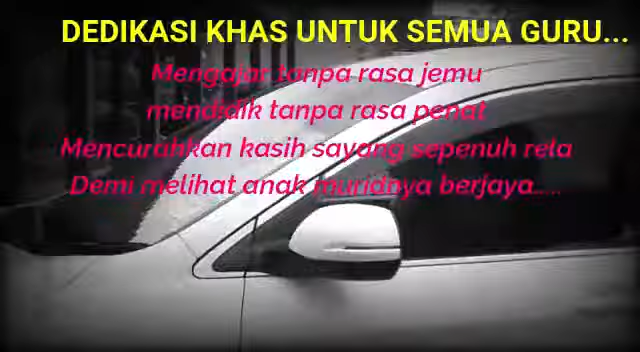 DEDIKASI KHAS UNTUK SEMUA GURU...
Mengajar tanpa rasa jemu
mendidik tanpa rasa penat
Mencurahkan kasih sayang sepenuh rela
Demi melihat anak muridnya berjaya.....